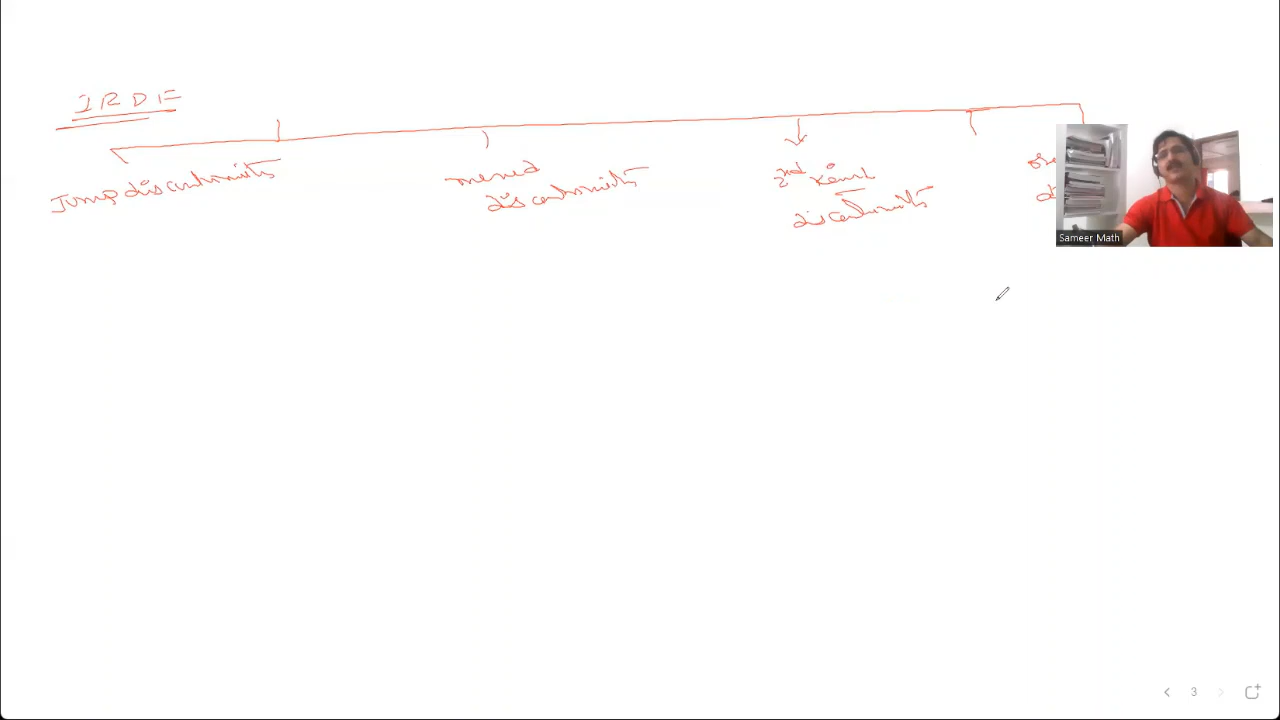 IRDF
Jump discontinuity
mixed
discontinuity
2nd kind
discontinuity
Sameer Math
3